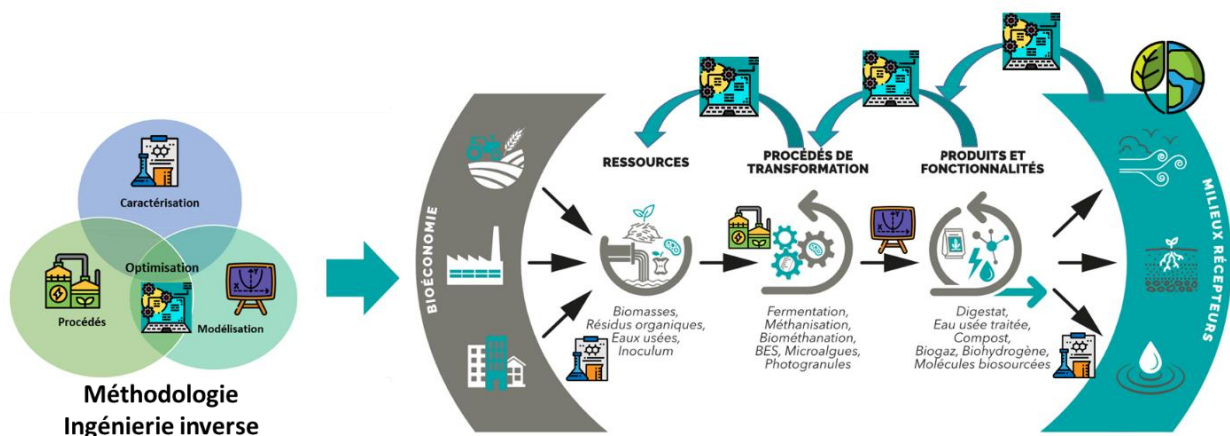 Caractérisation
Procédés
Optimisation
Modélisation
Méthodologie
Ingénierie inverse
BIOÉCONOMIE
RESSOURCES
Biomasses,
Résidus organiques,
Eaux usées,
Inoculum
PROCÉDÉS DE
TRANSFORMATION
Fermentation,
Méthanisation,
Biométhanation,
BES, Microalgues,
Photogranules
PRODUITS ET
FONCTIONNALITÉS
Digestat,
Eau usée traitée,
Compost,
Biogaz, Biohydrogène,
Molécules biosourcées
MILIEUX RÉCEPTEURS